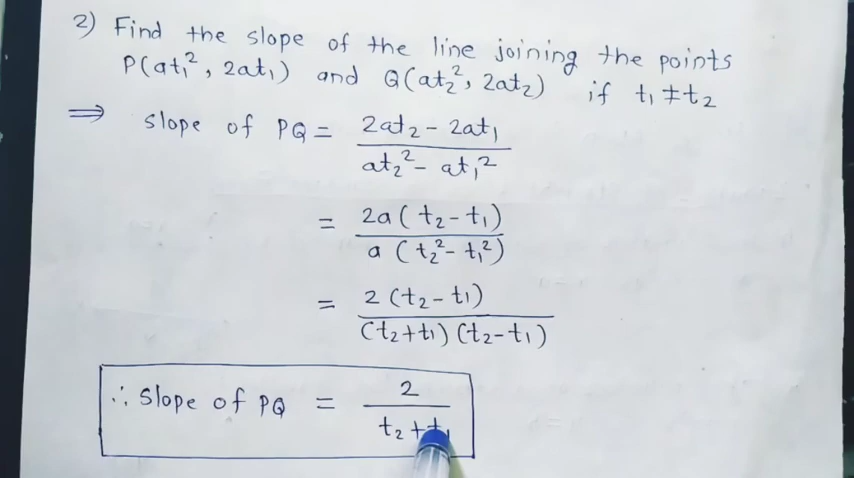 2) Find the slope of the line joining the points
P(at₁², 2at₁) and Q(at₂², 2at₂) if t₁ ≠ t₂
⇒ slope of PQ = (2at₂ - 2at₁) / (at₂² - at₁²)
= 2a(t₂ - t₁) / a(t₂² - t₁²)
= 2(t₂ - t₁) / (t₂+t₁)(t₂-t₁)
∴ Slope of PQ = 2 / (t₂+t₁)